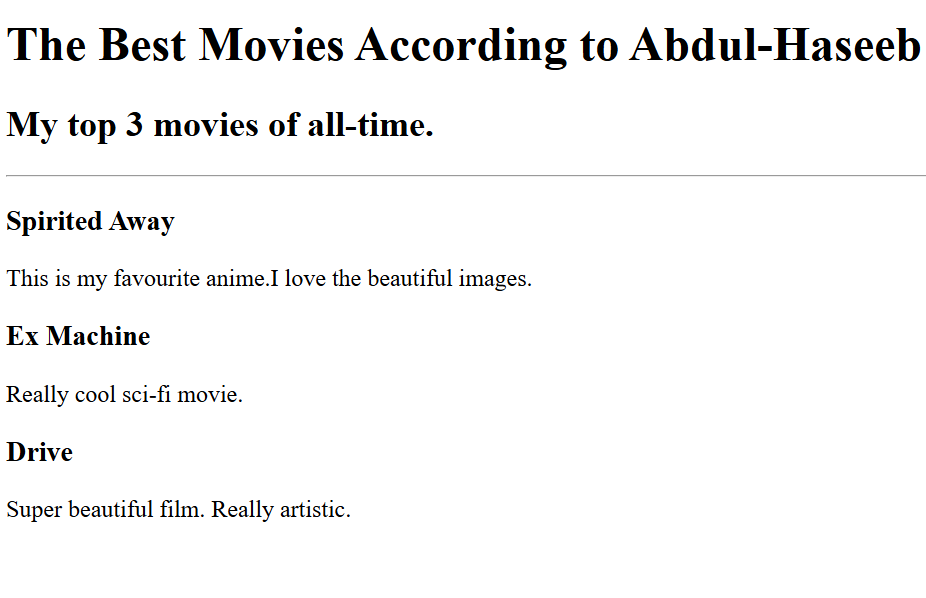 The Best Movies According to Abdul-Haseeb
My top 3 movies of all-time.
Spirited Away
This is my favourite anime.I love the beautiful images.
Ex Machine
Really cool sci-fi movie.
Drive
Super beautiful film. Really artistic.